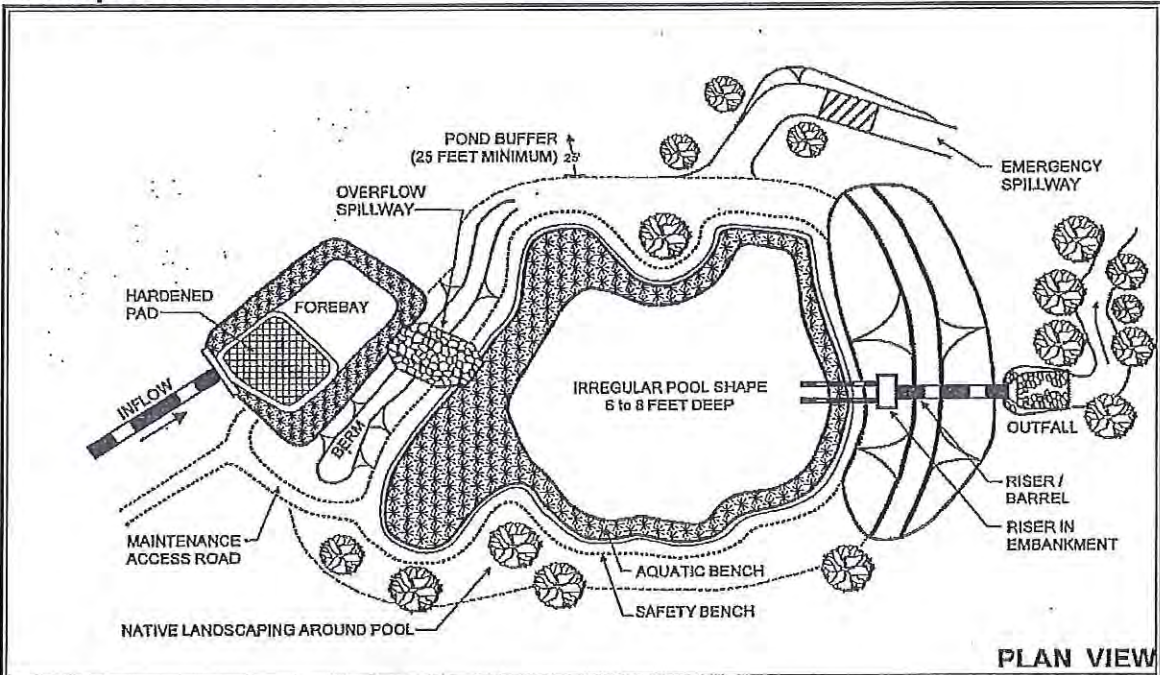 POND BUFFER
(25 FEET MINIMUM) 25'
OVERFLOW
SPILLWAY
EMERGENCY
SPILLWAY
HARDENED
PAD
FOREBAY
INFLOW
BERM
IRREGULAR POOL SHAPE
6 to 8 FEET DEEP
OUTFALL
RISER /
BARREL
RISER IN
EMBANKMENT
MAINTENANCE
ACCESS ROAD
AQUATIC BENCH
SAFETY BENCH
NATIVE LANDSCAPING AROUND POOL
PLAN VIEW